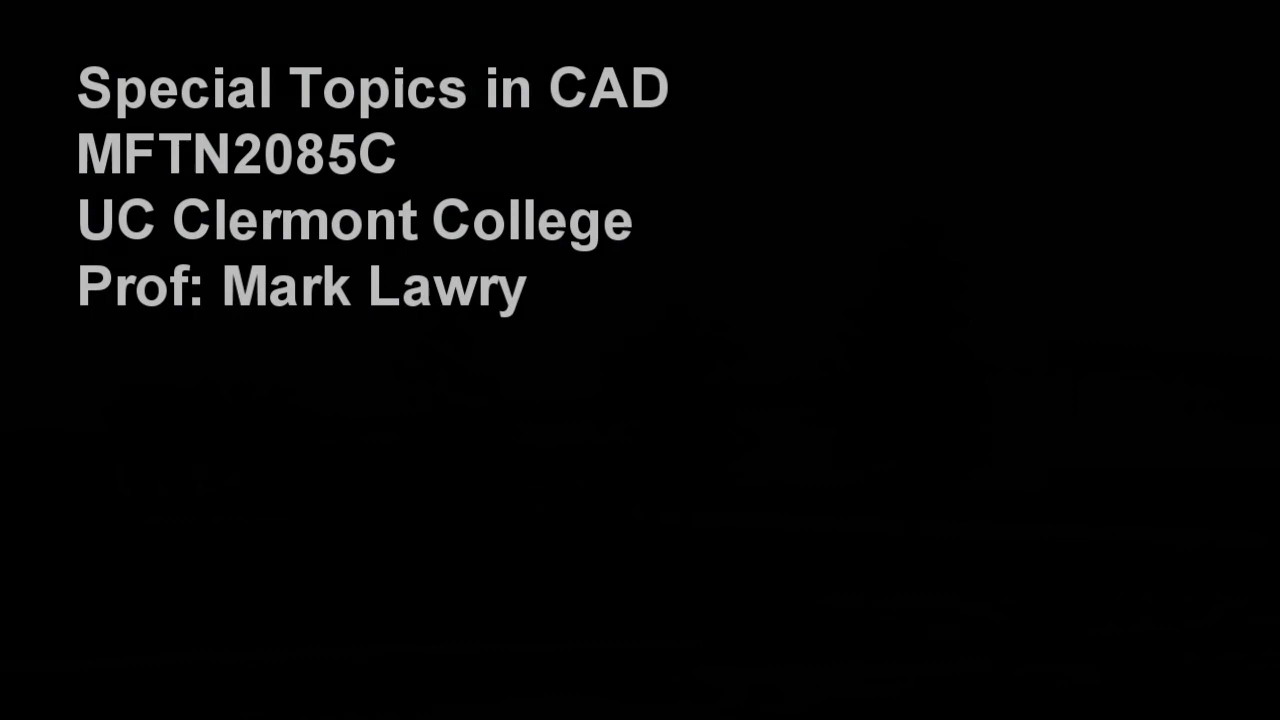 Special Topics in CAD
MFTN2085C
UC Clermont College
Prof: Mark Lawry